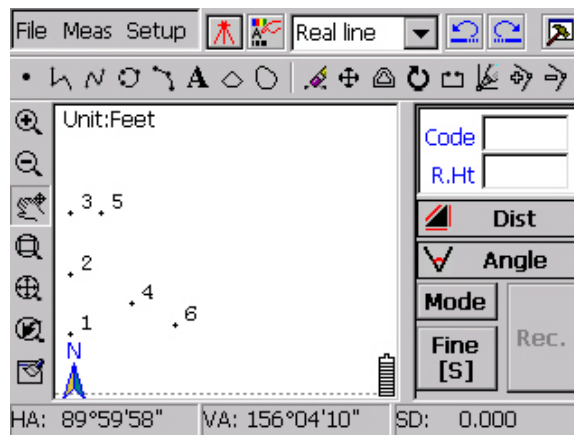 File Meas Setup Real line
A
Unit:Feet
Code
R.Ht
3 5
Dist
2
Angle
4
Mode
6
1
Fine
[S]
Rec.
N
HA: 89°59'58" VA: 156°04'10" SD: 0.000